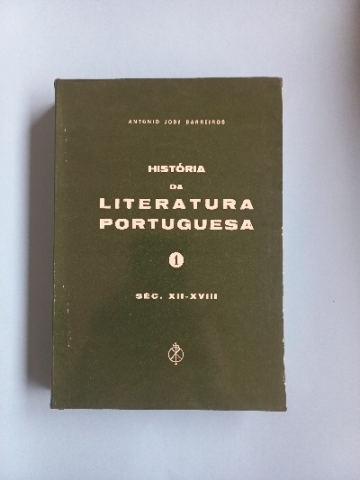 ANTÓNIO JOSÉ BARREIROS
HISTÓRIA
DA
LITERATURA
PORTUGUESA
1
SÉC. XII-XVIII